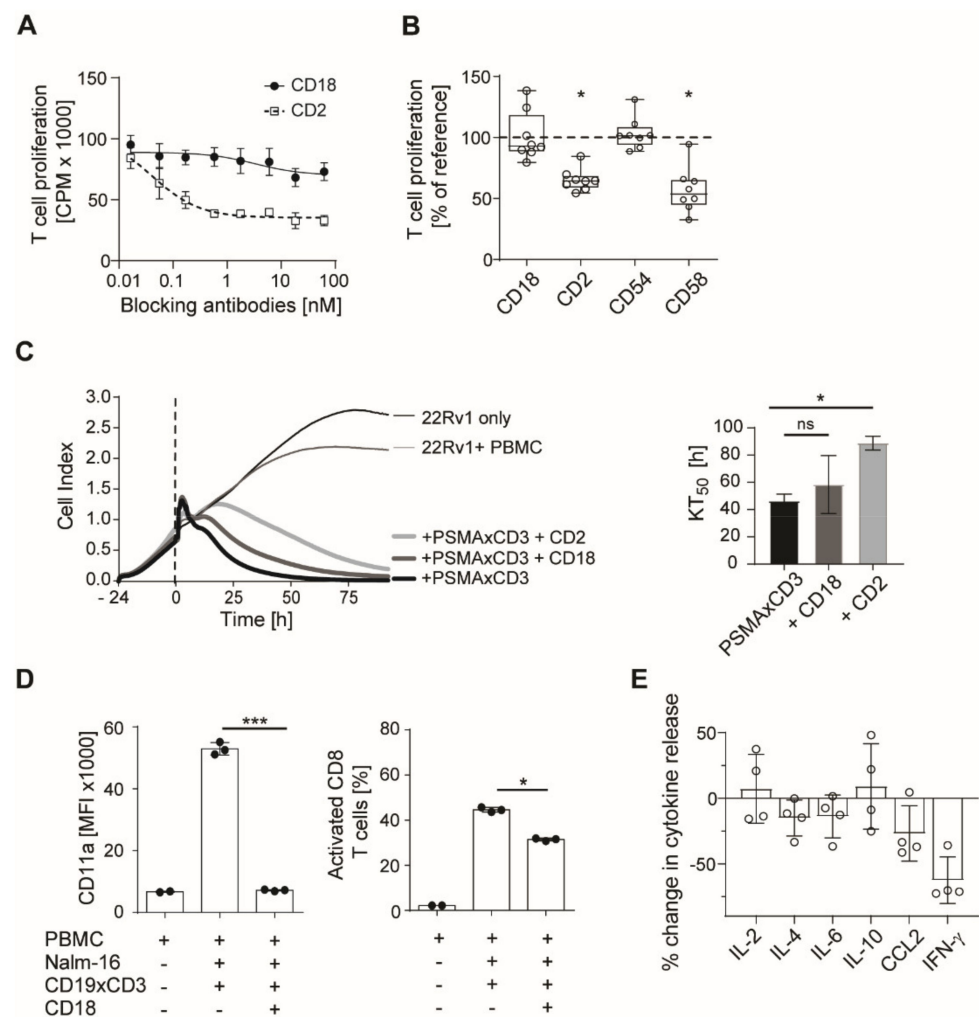 A
T cell proliferation
[CPM x 1000]
150
100
50
0
CD18
CD2
0.01 0.1 1 10 100
Blocking antibodies [nM]
B
T cell proliferation
[% of reference]
150
100
50
0
* *
CD18 CD2 CD54 CD58
C
Cell Index
3.0
2.5
2.0
1.5
1.0
0.5
0.0
- 24 0 25 50 75
Time [h]
22Rv1 only
22Rv1+ PBMC
+PSMAxCD3 + CD2
+PSMAxCD3 + CD18
+PSMAxCD3
KT50 [h]
100
80
60
40
20
0
*
ns
PSMAxCD3 + CD18 + CD2
D
CD11a [MFI x1000]
60
40
20
0
***
PBMC + + +
Nalm-16 - + +
CD19xCD3 - + +
CD18 - - +
Activated CD8
T cells [%]
80
60
40
20
0
*
+ + +
- + +
- + +
- - +
E
% change in cytokine release
50
0
-50
IL-2 IL-4 IL-6 IL-10 CCL2 IFN-γ